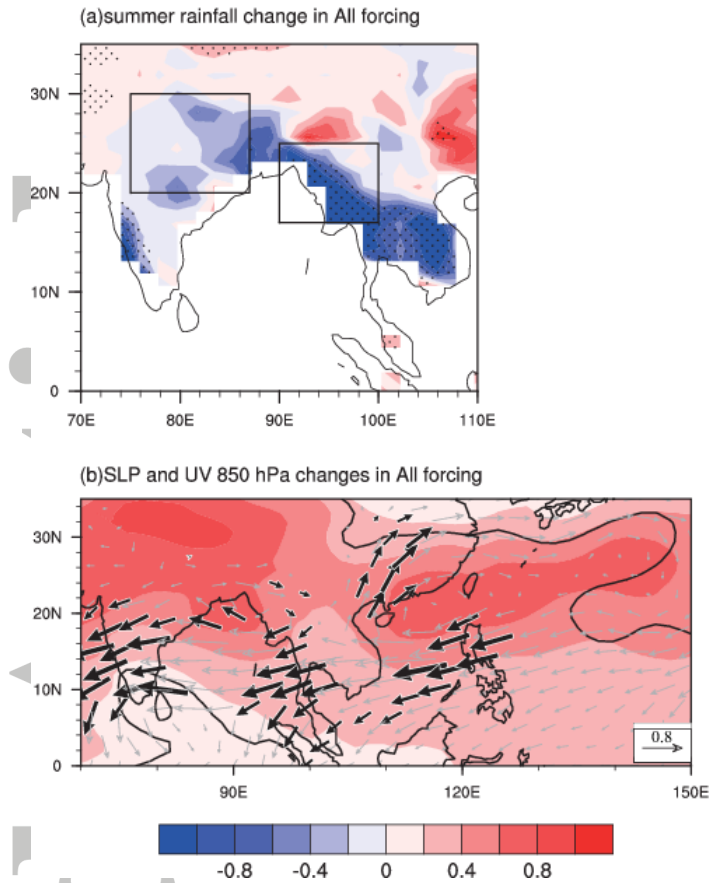 (a)summer rainfall change in All forcing
30N
20N
10N
0
70E 80E 90E 100E 110E
(b)SLP and UV 850 hPa changes in All forcing
30N
20N
10N
0
0.8
90E 120E 150E
-0.8 -0.4 0 0.4 0.8